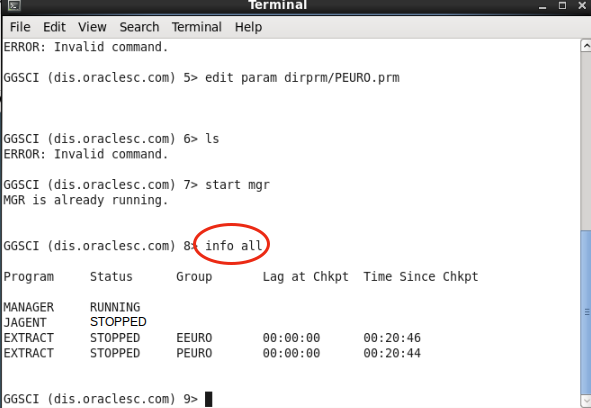 Terminal
File Edit View Search Terminal Help
ERROR: Invalid command.
GGSCI (dis.oraclesc.com) 5> edit param dirprm/PEURO.prm
GGSCI (dis.oraclesc.com) 6> ls
ERROR: Invalid command.
GGSCI (dis.oraclesc.com) 7> start mgr
MGR is already running.
GGSCI (dis.oraclesc.com) 8> info all
Program Status Group Lag at Chkpt Time Since Chkpt
MANAGER RUNNING
JAGENT STOPPED
EXTRACT STOPPED EEURO 00:00:00 00:20:46
EXTRACT STOPPED PEURO 00:00:00 00:20:44
GGSCI (dis.oraclesc.com) 9>